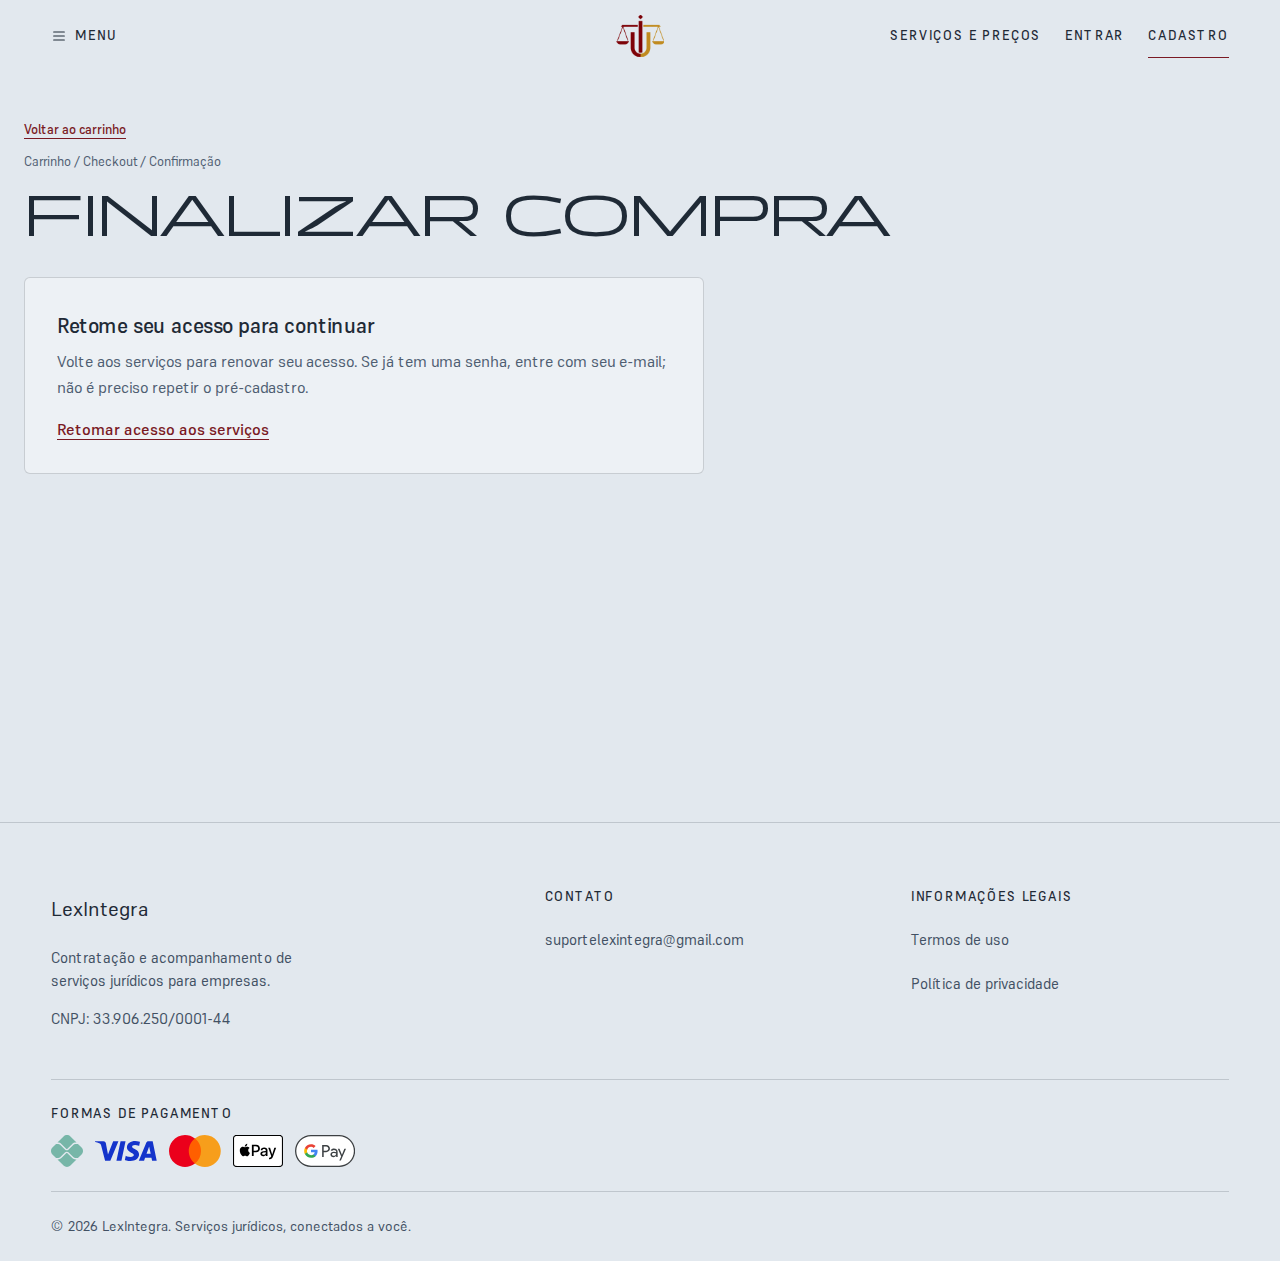 MENU
SERVIÇOS E PREÇOS
ENTRAR
CADASTRO
Voltar ao carrinho
Carrinho / Checkout / Confirmação
FINALIZAR COMPRA
Retome seu acesso para continuar
Volte aos serviços para renovar seu acesso. Se já tem uma senha, entre com seu e-mail;
não é preciso repetir o pré-cadastro.
Retomar acesso aos serviços
LexIntegra
Contratação e acompanhamento de
serviços jurídicos para empresas.
CNPJ: 33.906.250/0001-44
CONTATO
suportelexintegra@gmail.com
INFORMAÇÕES LEGAIS
Termos de uso
Política de privacidade
FORMAS DE PAGAMENTO
VISA
Pay
G Pay
© 2026 LexIntegra. Serviços jurídicos, conectados a você.